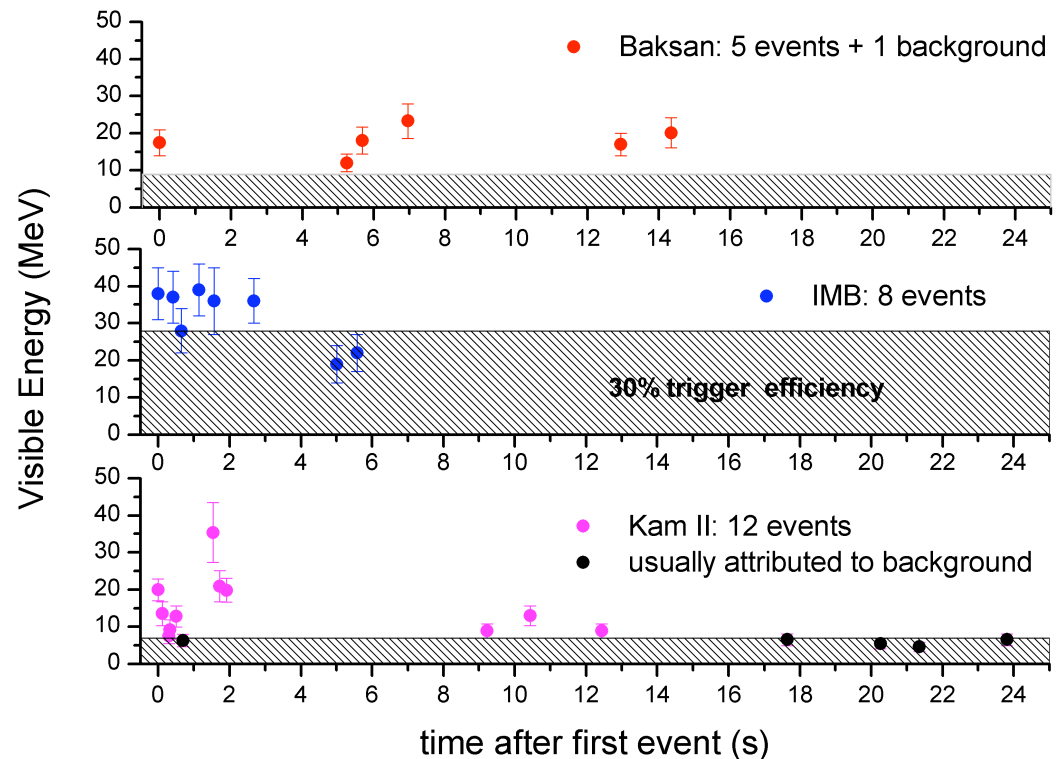 Visible Energy (MeV)
50
40
30
20
10
0
Baksan: 5 events + 1 background
0 2 4 6 8 10 12 14 16 18 20 22 24
50
40
30
20
10
0
IMB: 8 events
30% trigger efficiency
0 2 4 6 8 10 12 14 16 18 20 22 24
50
40
30
20
10
0
Kam II: 12 events
usually attributed to background
0 2 4 6 8 10 12 14 16 18 20 22 24
time after first event (s)